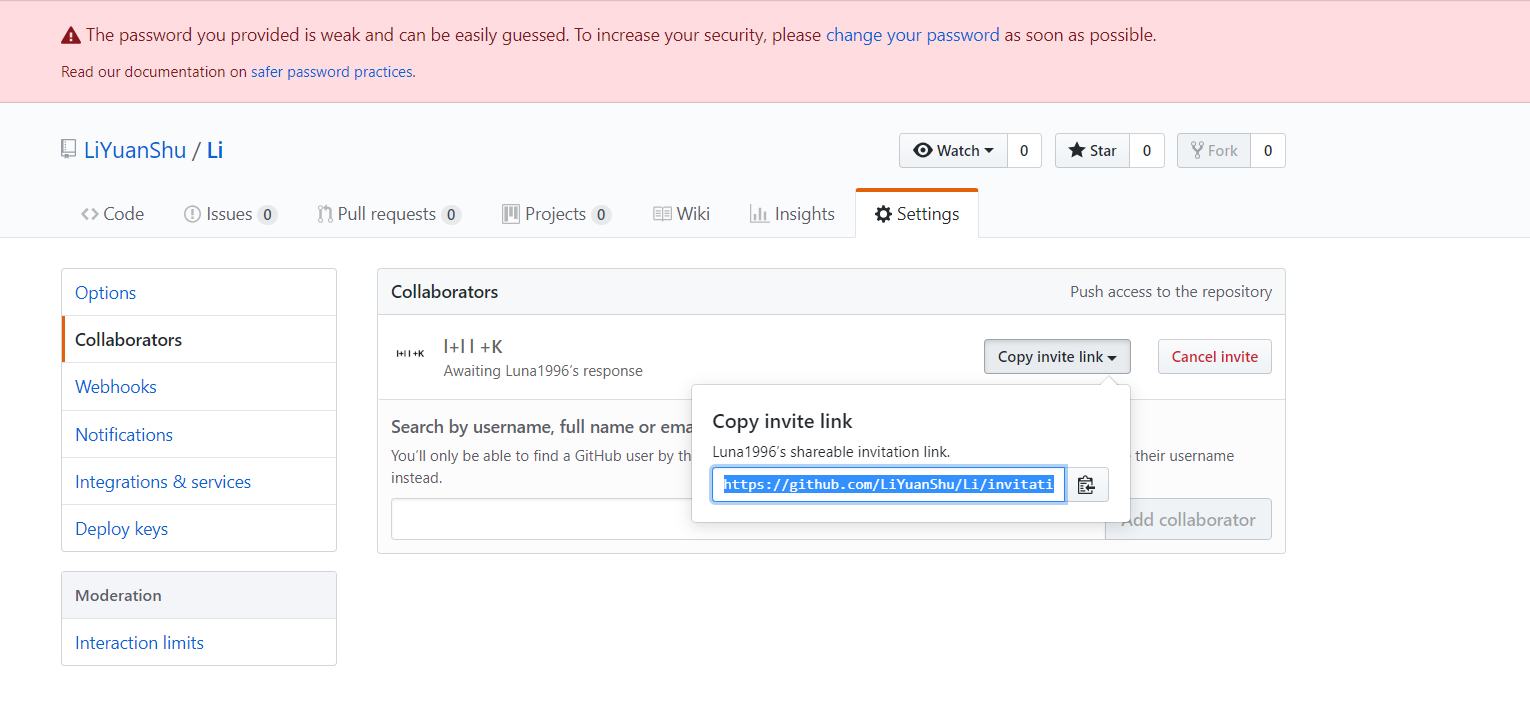 The password you provided is weak and can be easily guessed. To increase your security, please change your password as soon as possible.
Read our documentation on safer password practices.
LiYuanShu / Li
Watch 0 Star 0 Fork 0
Code Issues 0 Pull requests 0 Projects 0 Wiki Insights Settings
Options
Collaborators
Webhooks
Notifications
Integrations & services
Deploy keys
Moderation
Interaction limits
Collaborators Push access to the repository
I+I I +K
I+I I +K
Awaiting Luna1996's response
Copy invite link
Cancel invite
Copy invite link
Luna1996's shareable invitation link.
https://github.com/LiYuanShu/Li/invitati
Search by username, full name or ema
You'll only be able to find a GitHub user by th
their username
instead.
Add collaborator